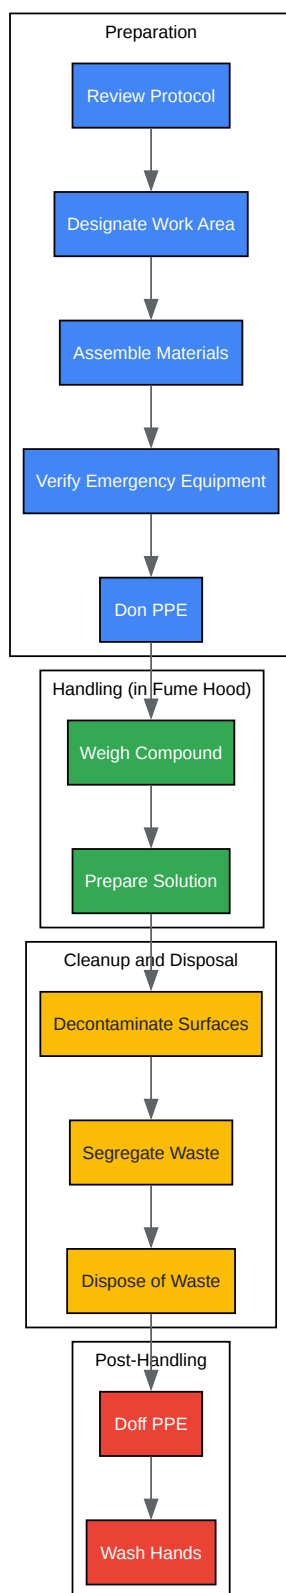 Preparation
Review Protocol
Designate Work Area
Assemble Materials
Verify Emergency Equipment
Don PPE
Handling (in Fume Hood)
Weigh Compound
Prepare Solution
Cleanup and Disposal
Decontaminate Surfaces
Segregate Waste
Dispose of Waste
Post-Handling
Doff PPE
Wash Hands